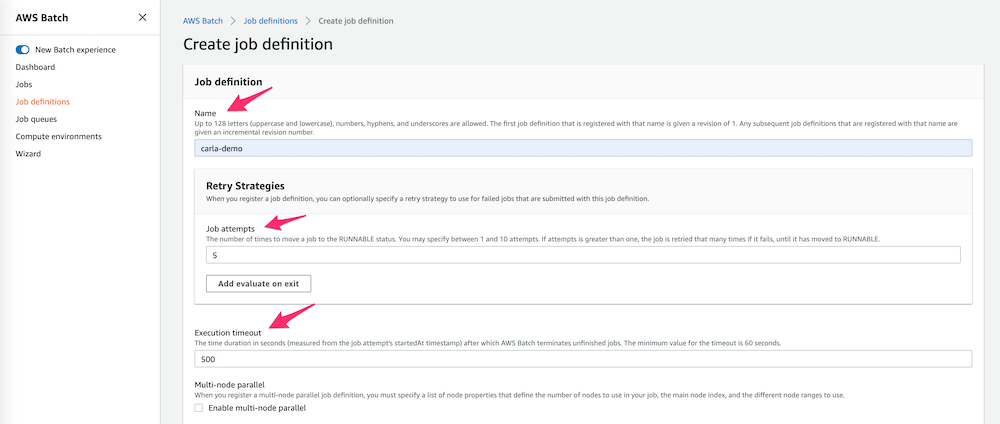 AWS Batch
New Batch experience
Dashboard
Jobs
Job definitions
Job queues
Compute environments
Wizard
AWS Batch > Job definitions > Create job definition
Create job definition
Job definition
Name
Up to 128 letters (uppercase and lowercase), numbers, hyphens, and underscores are allowed. The first job definition that is registered with that name is given a revision of 1. Any subsequent job definitions that are registered with that name are
given an incremental revision number.
carla-demo
Retry Strategies
When you register a job definition, you can optionally specify a retry strategy to use for failed jobs that are submitted with this job definition.
Job attempts
The number of times to move a job to the RUNNABLE status. You may specify between 1 and 10 attempts. If attempts is greater than one, the job is retried that many times if it fails, until it has moved to RUNNABLE.
5
Add evaluate on exit
Execution timeout
The time duration in seconds (measured from the job attempt's startedAt timestamp) after which AWS Batch terminates unfinished jobs. The minimum value for the timeout is 60 seconds.
500
Multi-node parallel
When you register a multi-node parallel job definition, you must specify a list of node properties that define the number of nodes to use in your job, the main node index, and the different node ranges to use.
Enable multi-node parallel